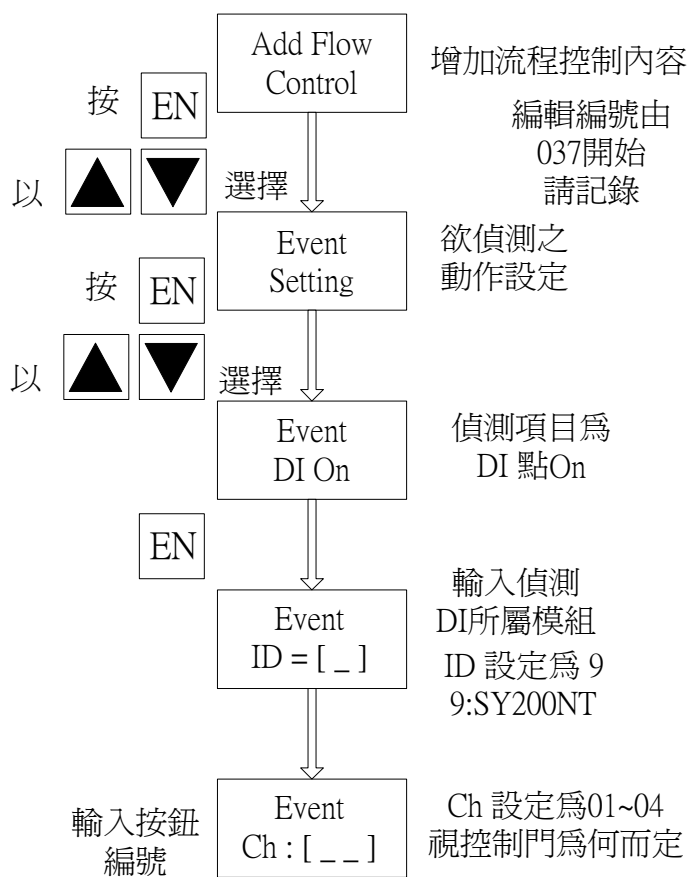 Add Flow
Control
增加流程控制內容
按 EN
編輯編號由
037開始
請記錄
以 ▲ ▼ 選擇
Event
Setting
欲偵測之
動作設定
按 EN
以 ▲ ▼ 選擇
Event
DI On
偵測項目爲
DI 點On
EN
Event
ID = [ _ ]
輸入偵測
DI所屬模組
ID 設定爲 9
9:SY200NT
輸入按鈕
編號
Event
Ch : [ _ _ ]
Ch 設定爲01~04
視控制門爲何而定